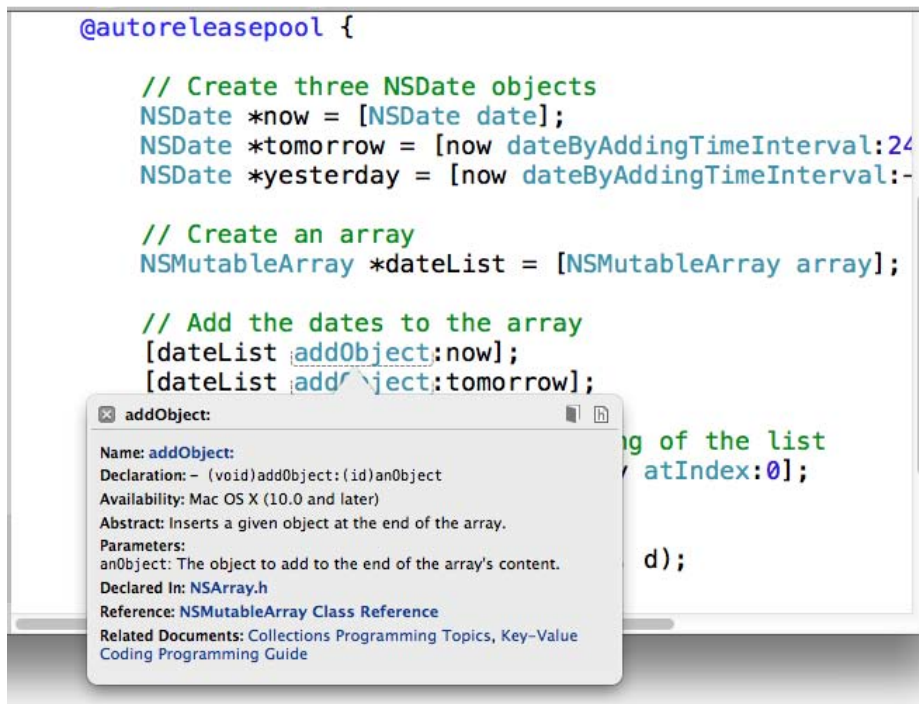 @autoreleasepool {
// Create three NSDate objects
NSDate *now = [NSDate date];
NSDate *tomorrow = [now dateByAddingTimeInterval:24
NSDate *yesterday = [now dateByAddingTimeInterval:-
// Create an array
NSMutableArray *dateList = [NSMutableArray array];
// Add the dates to the array
[dateList addObject:now];
[dateList addObject:tomorrow];
of the list
atIndex:0];
d);
addObject:
Name: addObject:
Declaration: – (void)addObject:(id)anObject
Availability: Mac OS X (10.0 and later)
Abstract: Inserts a given object at the end of the array.
Parameters:
anObject: The object to add to the end of the array's content.
Declared In: NSArray.h
Reference: NSMutableArray Class Reference
Related Documents: Collections Programming Topics, Key-Value
Coding Programming Guide